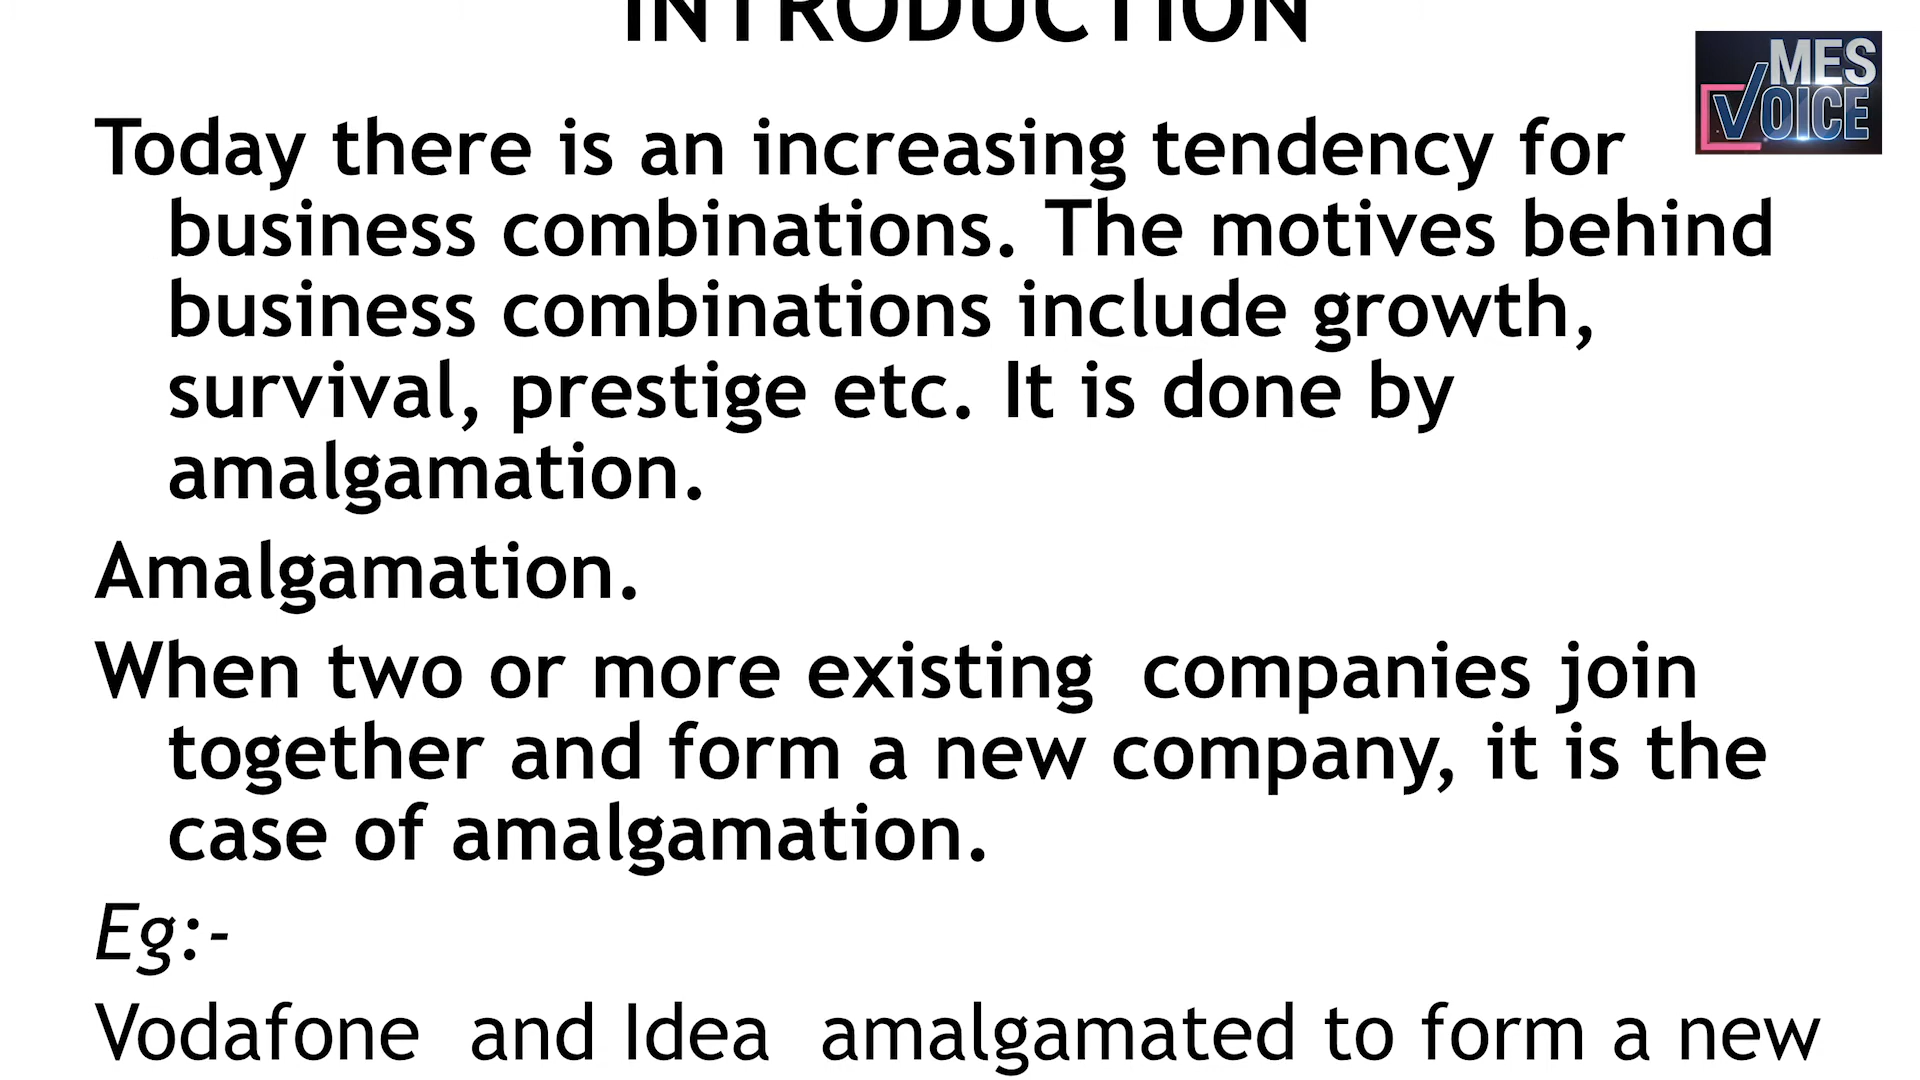 INTRODUCTION
MES
VOICE
Today there is an increasing tendency for
business combinations. The motives behind
business combinations include growth,
survival, prestige etc. It is done by
amalgamation.
Amalgamation.
When two or more existing  companies join
together and form a new company, it is the
case of amalgamation.
Eg:-
Vodafone  and Idea  amalgamated to form a new